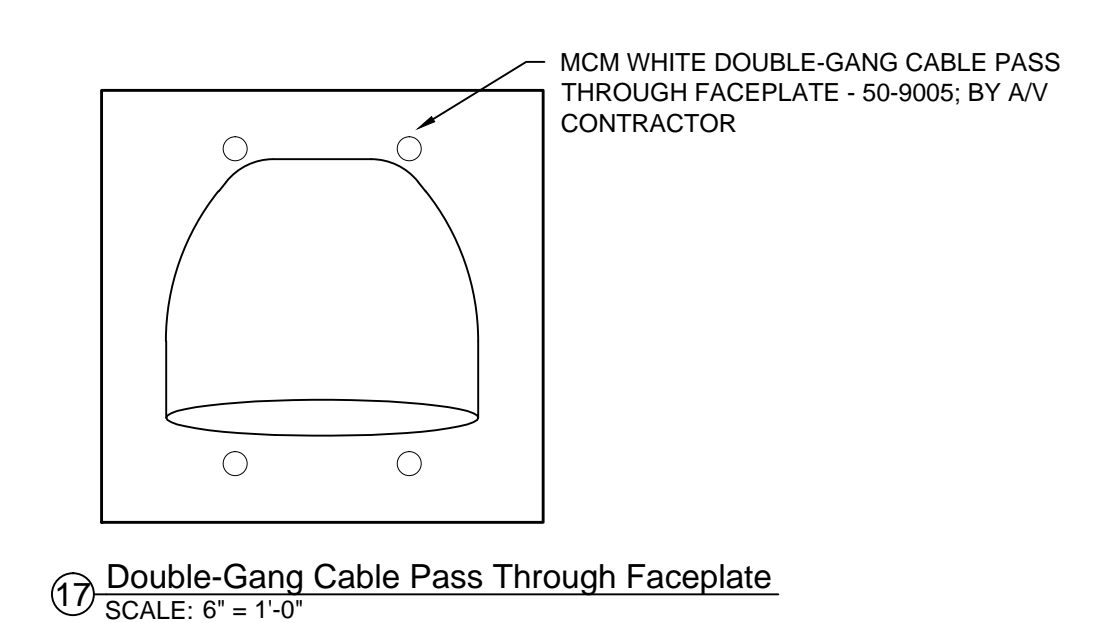 MCM WHITE DOUBLE-GANG CABLE PASS
THROUGH FACEPLATE - 50-9005; BY A/V
CONTRACTOR
17 Double-Gang Cable Pass Through Faceplate
SCALE: 6" = 1'-0"